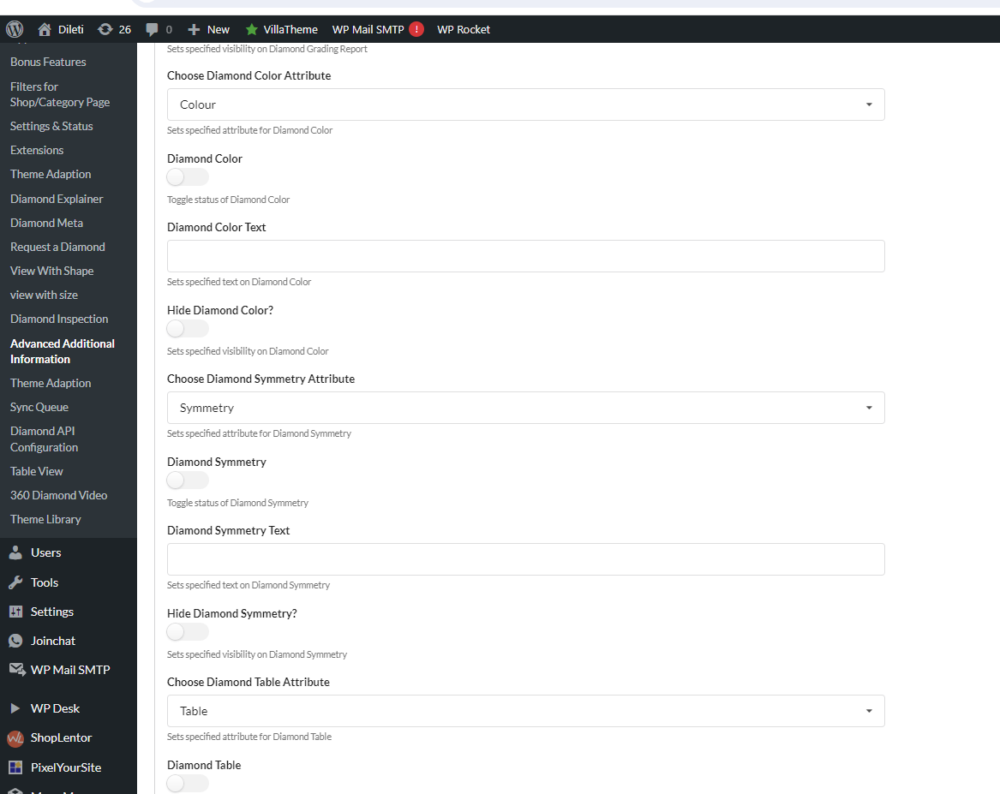 Dileti 26 0 New VillaTheme WP Mail SMTP ! WP Rocket
Bonus Features
Filters for
Shop/Category Page
Settings & Status
Extensions
Theme Adaption
Diamond Explainer
Diamond Meta
Request a Diamond
View With Shape
view with size
Diamond Inspection
Advanced Additional
Information
Theme Adaption
Sync Queue
Diamond API
Configuration
Table View
360 Diamond Video
Theme Library
Users
Tools
Settings
Joinchat
WP Mail SMTP
WP Desk
ShopLentor
PixelYourSite
Sets specified visibility on Diamond Grading Report
Choose Diamond Color Attribute
Colour
Sets specified attribute for Diamond Color
Diamond Color
Toggle status of Diamond Color
Diamond Color Text
Sets specified text on Diamond Color
Hide Diamond Color?
Sets specified visibility on Diamond Color
Choose Diamond Symmetry Attribute
Symmetry
Sets specified attribute for Diamond Symmetry
Diamond Symmetry
Toggle status of Diamond Symmetry
Diamond Symmetry Text
Sets specified text on Diamond Symmetry
Hide Diamond Symmetry?
Sets specified visibility on Diamond Symmetry
Choose Diamond Table Attribute
Table
Sets specified attribute for Diamond Table
Diamond Table